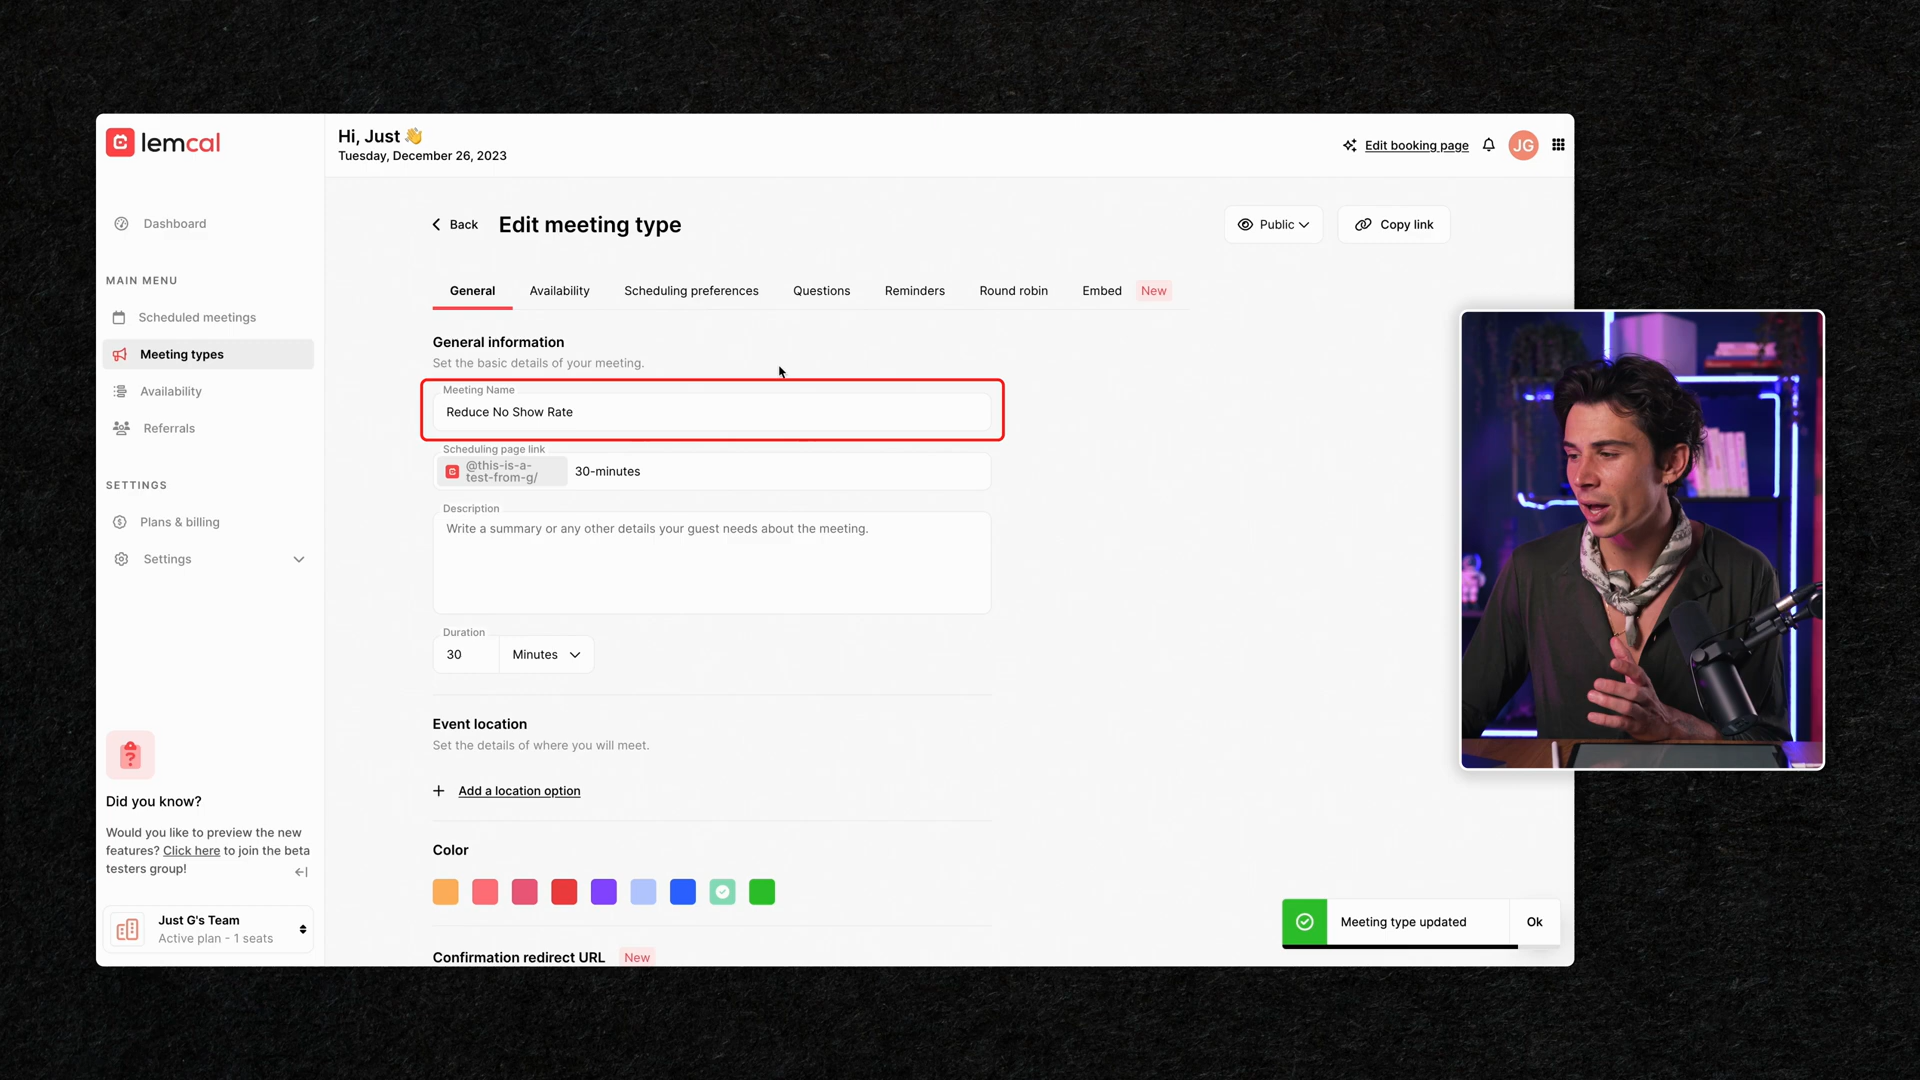 lemcal
Hi, Just 👋
Tuesday, December 26, 2023
Edit booking page
JG
Dashboard
MAIN MENU
Scheduled meetings
Meeting types
Availability
Referrals
SETTINGS
Plans & billing
Settings
Did you know?
Would you like to preview the new
features? Click here to join the beta
testers group!
Just G's Team
Active plan - 1 seats
Back
Edit meeting type
Public
Copy link
General
Availability
Scheduling preferences
Questions
Reminders
Round robin
Embed
New
General information
Set the basic details of your meeting.
Meeting Name
Reduce No Show Rate
Scheduling page link
@this-is-a-
test-from-g/
30-minutes
Description
Write a summary or any other details your guest needs about the meeting.
Duration
30
Minutes
Event location
Set the details of where you will meet.
+ Add a location option
Color
Confirmation redirect URL
New
Meeting type updated
Ok